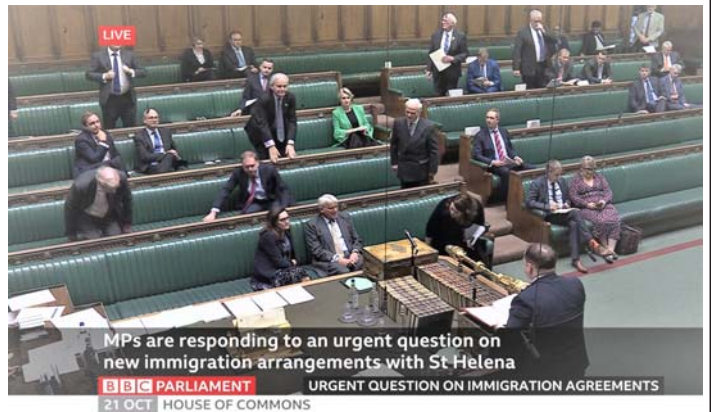 LIVE
MPs are responding to an urgent question on
new immigration arrangements with St Helena
BBC PARLIAMENT URGENT QUESTION ON IMMIGRATION AGREEMENTS
21 OCT HOUSE OF COMMONS